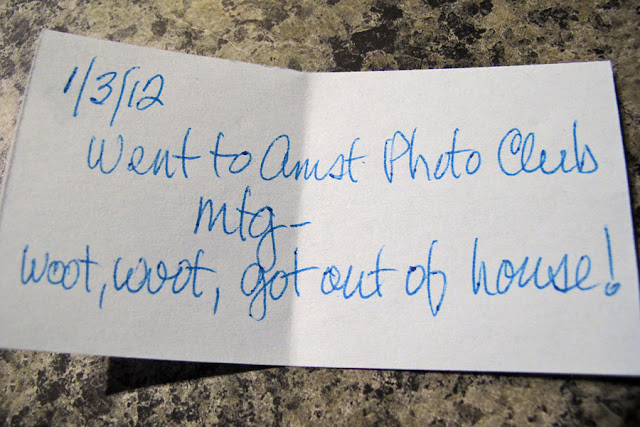 1/3/12
Went to Amst Photo Club
mtg-
woot, woot, got out of house!